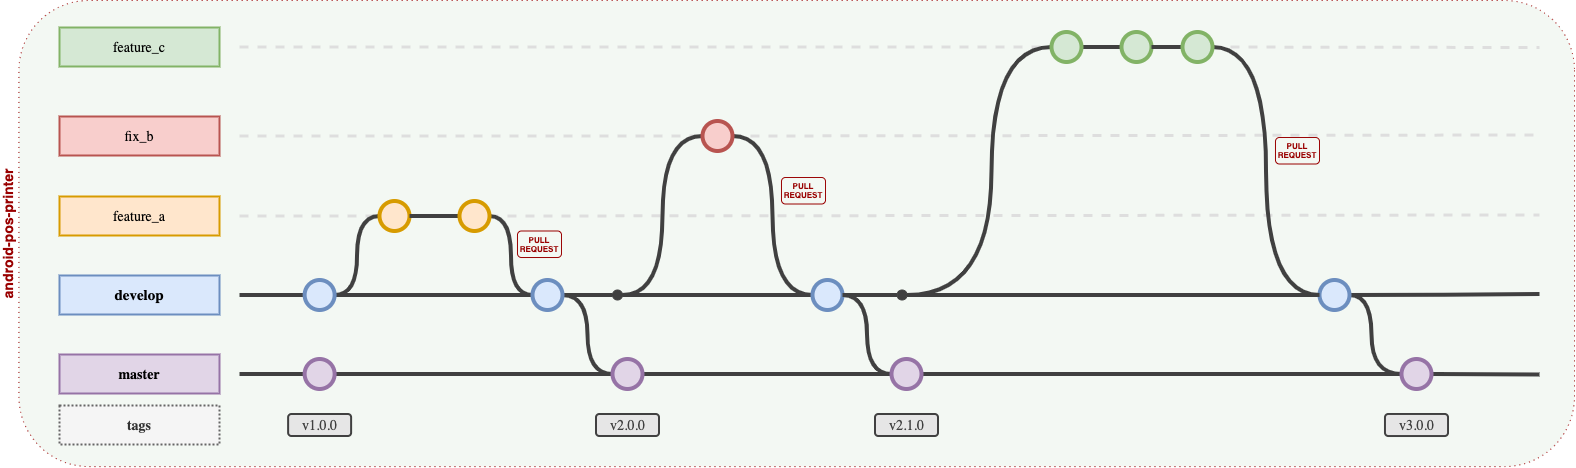 android-pos-printer
feature_c
fix_b
PULL
REQUEST
PULL
REQUEST
feature_a
PULL
REQUEST
develop
master
tags
v1.0.0
v2.0.0
v2.1.0
v3.0.0